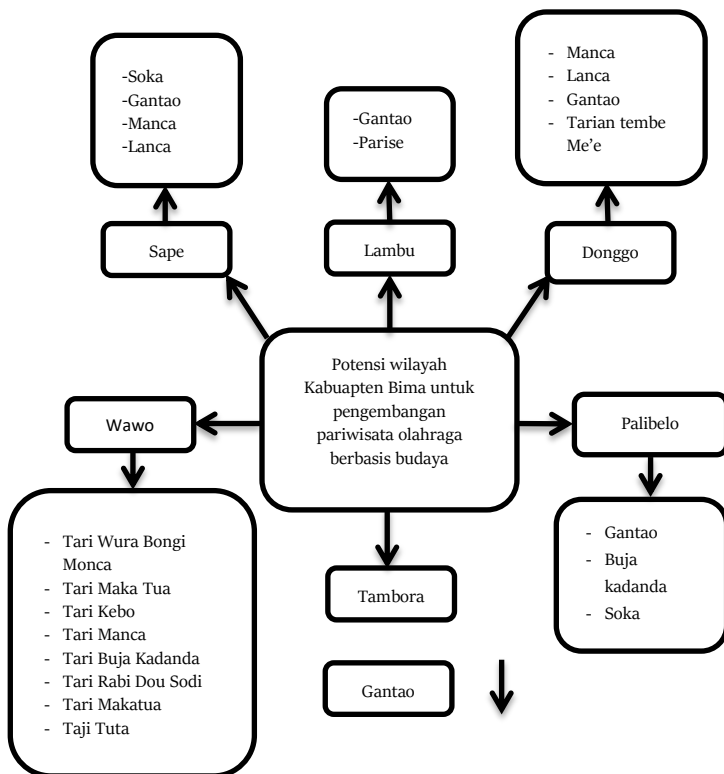 -Soka
-Gantao
-Manca
-Lanca
-Gantao
-Parise
- Manca
- Lanca
- Gantao
- Tarian tembe
Me’e
Sape
Lambu
Donggo
Potensi wilayah
Kabuapten Bima untuk
pengembangan
pariwisata olahraga
berbasis budaya
Wawo
Palibelo
- Tari Wura Bongi
Monca
- Tari Maka Tua
- Tari Kebo
- Tari Manca
- Tari Buja Kadanda
- Tari Rabi Dou Sodi
- Tari Makatua
- Taji Tuta
- Gantao
- Buja
kadanda
- Soka
Tambora
Gantao